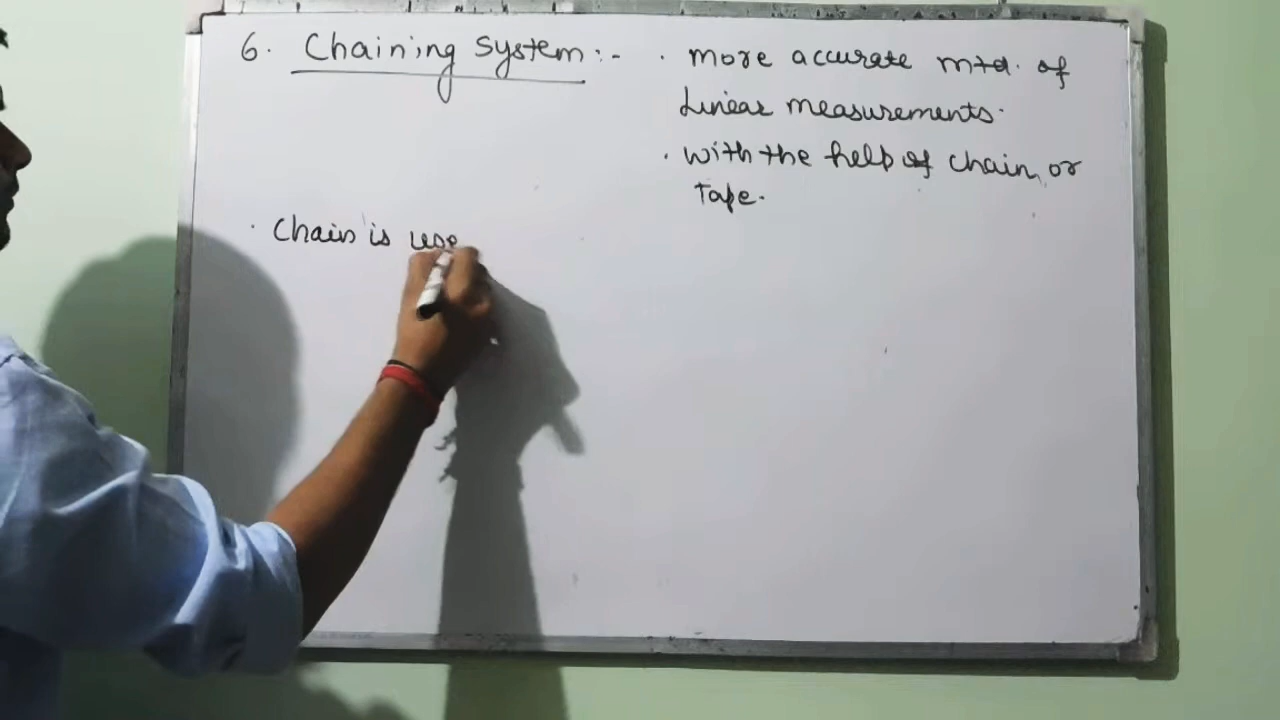 6. Chaining System :-
· more accurate mtd. of
Linear measurements.
· with the help of chain, or
Tape.
· Chain is use